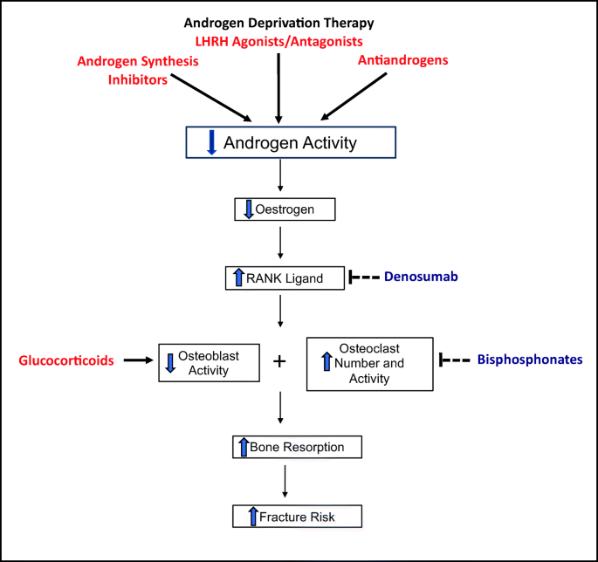 Androgen Deprivation Therapy
LHRH Agonists/Antagonists
Androgen Synthesis
Inhibitors
Antiandrogens
Androgen Activity
Oestrogen
RANK Ligand
Denosumab
Glucocorticoids
Osteoblast
Activity
+
Osteoclast
Number and
Activity
Bisphosphonates
Bone Resorption
Fracture Risk